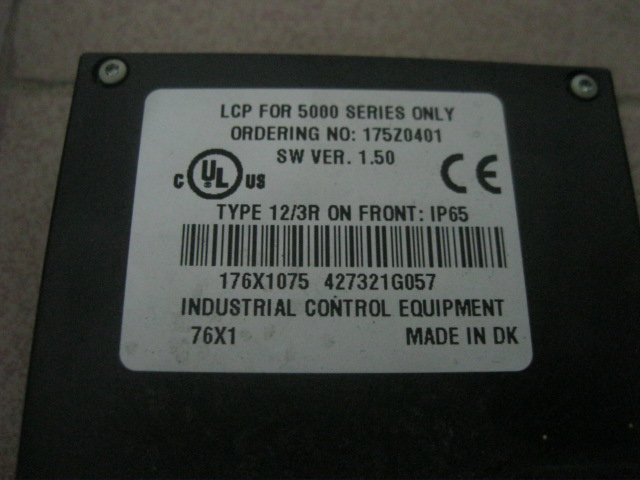 LCP FOR 5000 SERIES ONLY
ORDERING NO: 175Z0401
SW VER. 1.50
C UL US
CE
TYPE 12/3R ON FRONT: IP65
176X1075 427321G057
INDUSTRIAL CONTROL EQUIPMENT
76X1 MADE IN DK